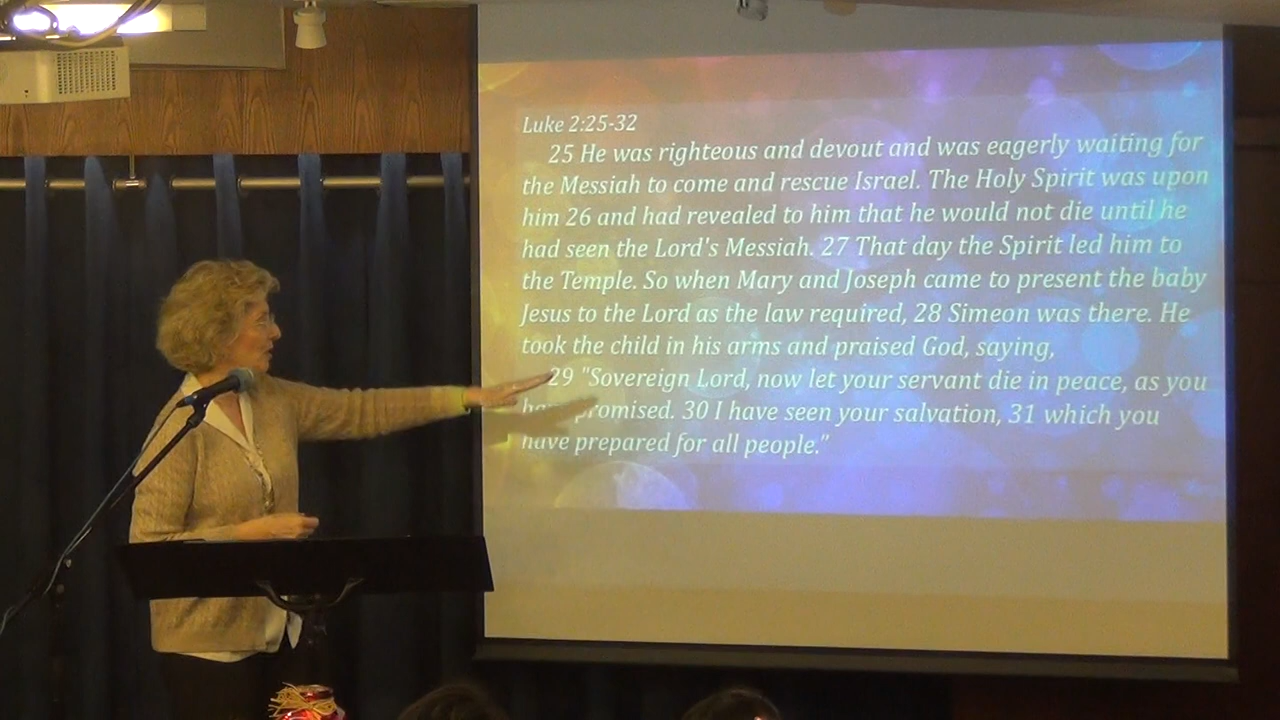 Luke 2:25-32
25 He was righteous and devout and was eagerly waiting for
the Messiah to come and rescue Israel. The Holy Spirit was upon
him 26 and had revealed to him that he would not die until he
had seen the Lord's Messiah. 27 That day the Spirit led him to
the Temple. So when Mary and Joseph came to present the baby
Jesus to the Lord as the law required, 28 Simeon was there. He
took the child in his arms and praised God, saying,
29 "Sovereign Lord, now let your servant die in peace, as you
have promised. 30 I have seen your salvation, 31 which you
have prepared for all people."